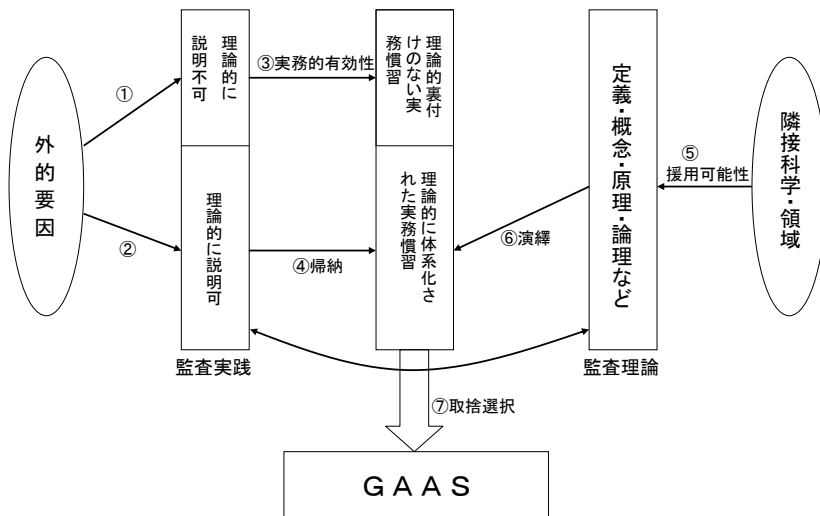 外的要因
①
②
理論的に
説明不可
理論的に説明可
監査実践
③実務的有効性
④帰納
理論的裏付
けのない実
務慣習
理論的に体系化さ
れた実務慣習
⑥演繹
定義・概念・原理・論理など
監査理論
⑤
援用可能性
隣接科学・領域
⑦取捨選択
ＧＡＡＳ